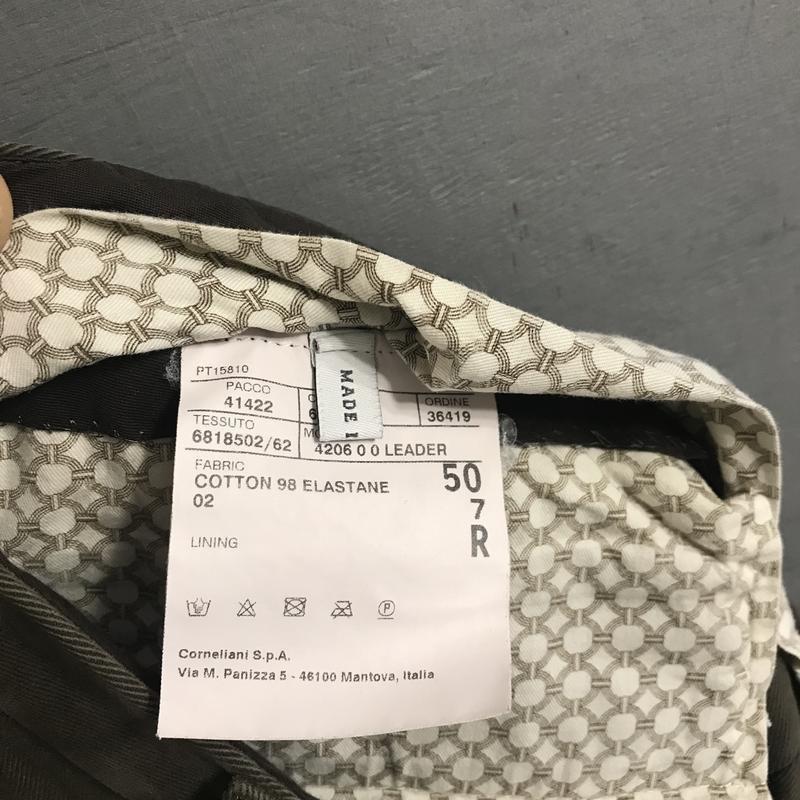 PT15810
PACCO
41422
ORDINE
36419
TESSUTO
6818502/62
4206 0 0 LEADER
MADE I
FABRIC
COTTON 98 ELASTANE
02
50
7
R
LINING
P
Corneliani S.p.A.
Via M. Panizza 5 - 46100 Mantova, Italia